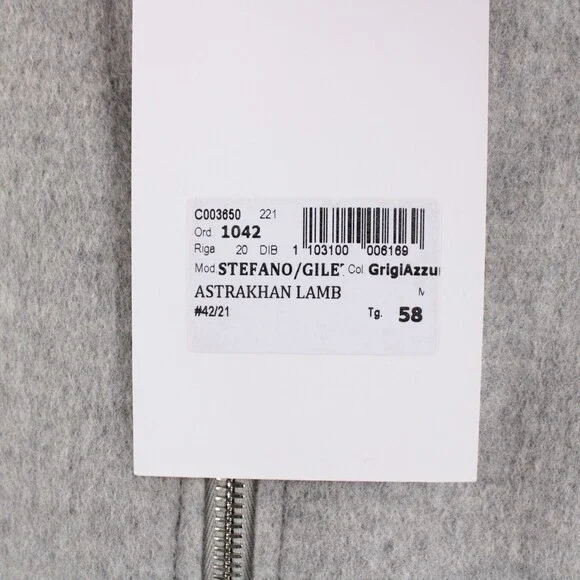 C003650 221
Ord 1042
Riga 20 DIB 1 103100 006169
Mod STEFANO/GILE Col GrigiAzzu
ASTRAKHAN LAMB M
#42/21 Tg. 58